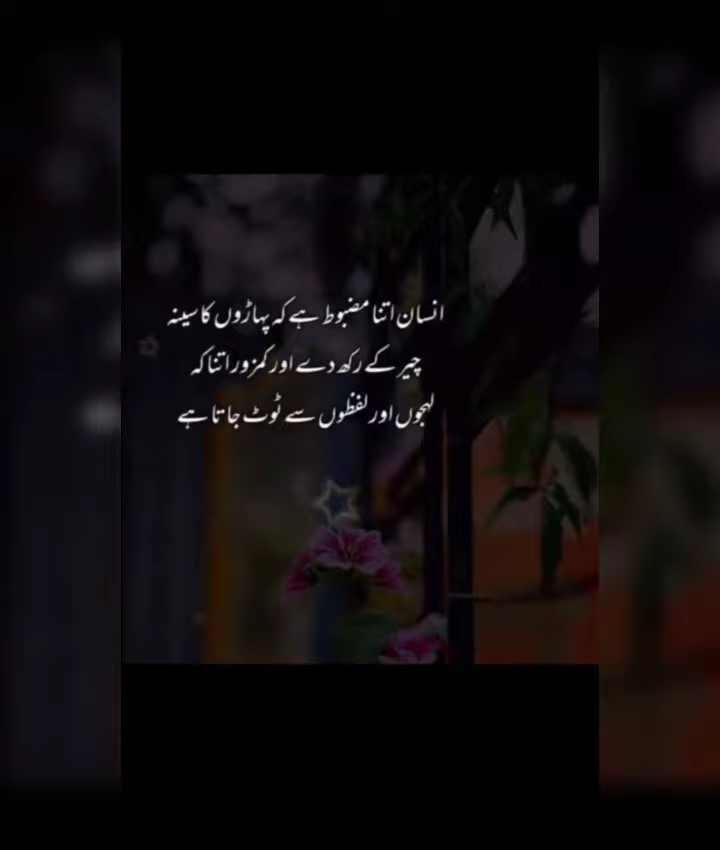 انسان اتنا مضبوط ہے کہ پہاڑوں کا سینہ
چیر کے رکھ دے اور کمزور اتنا کہ
لہجوں اور لفظوں سے ٹوٹ جاتا ہے